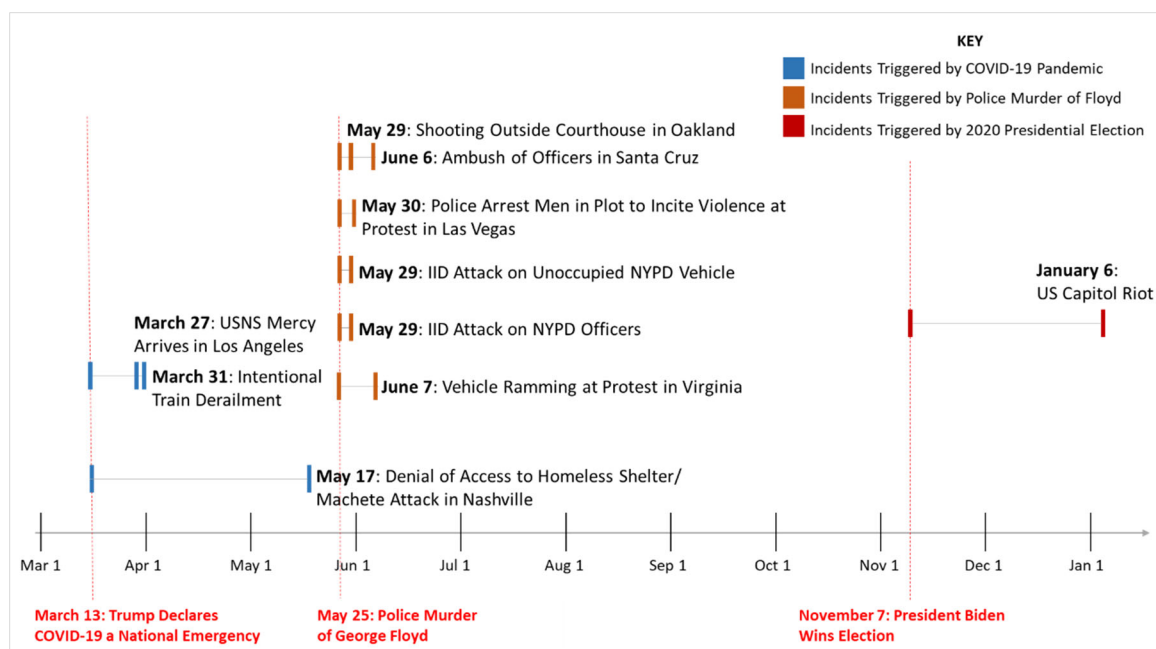 KEY
Incidents Triggered by COVID-19 Pandemic
Incidents Triggered by Police Murder of Floyd
Incidents Triggered by 2020 Presidential Election
May 29: Shooting Outside Courthouse in Oakland
June 6: Ambush of Officers in Santa Cruz
May 30: Police Arrest Men in Plot to Incite Violence at
Protest in Las Vegas
May 29: IID Attack on Unoccupied NYPD Vehicle
January 6:
US Capitol Riot
March 27: USNS Mercy
Arrives in Los Angeles
May 29: IID Attack on NYPD Officers
March 31: Intentional
Train Derailment
June 7: Vehicle Ramming at Protest in Virginia
May 17: Denial of Access to Homeless Shelter/
Machete Attack in Nashville
Mar 1 Apr 1 May 1 Jun 1 Jul 1 Aug 1 Sep 1 Oct 1 Nov 1 Dec 1 Jan 1
March 13: Trump Declares
COVID-19 a National Emergency
May 25: Police Murder
of George Floyd
November 7: President Biden
Wins Election